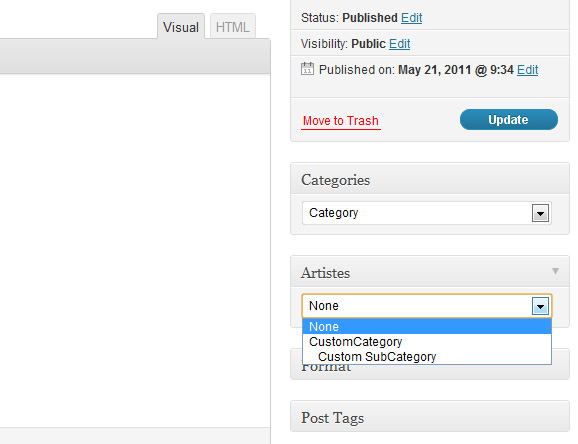 Visual
HTML
Status: Published Edit
Visibility: Public Edit
Published on: May 21, 2011 @ 9:34 Edit
Move to Trash
Update
Categories
Category
Artistes
None
None
CustomCategory
Custom SubCategory
Format
Post Tags